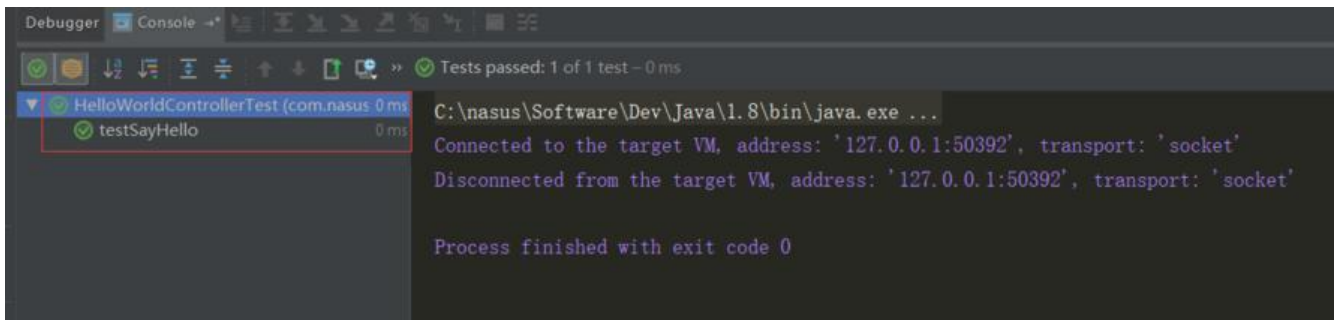 Debugger Console
Tests passed: 1 of 1 test – 0 ms
HelloWorldControllerTest (com.nasus 0 ms
testSayHello 0 ms
C:\nasus\Software\Dev\Java\1.8\bin\java.exe ...
Connected to the target VM, address: '127.0.0.1:50392', transport: 'socket'
Disconnected from the target VM, address: '127.0.0.1:50392', transport: 'socket'
Process finished with exit code 0